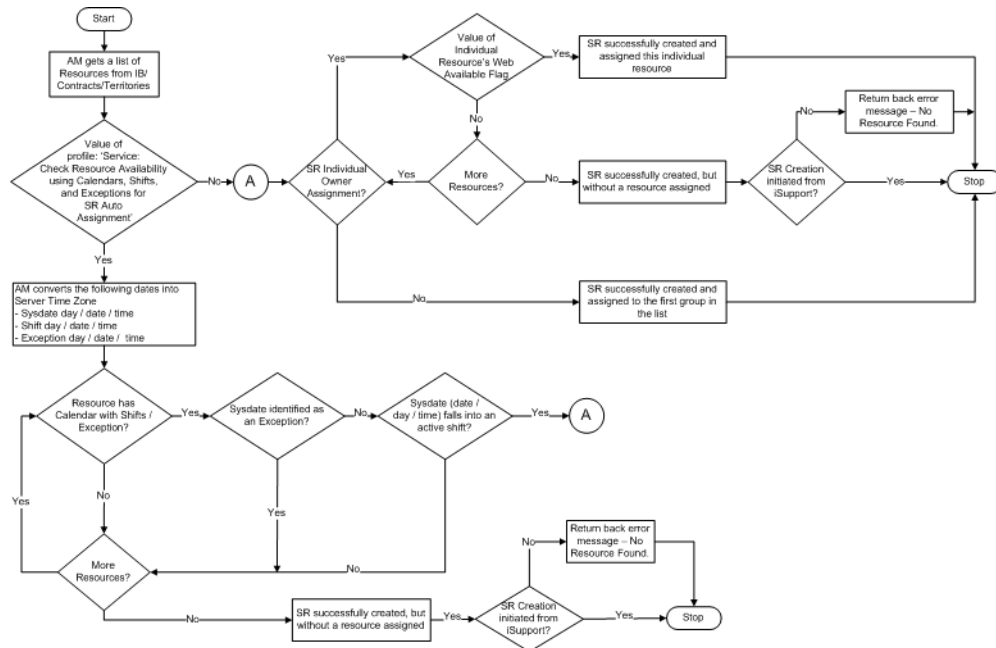 Start
AM gets a list of
Resources from IB/
Contracts/Territories
Value of
profile: 'Service:
Check Resource Availability
using Calendars, Shifts,
and Exceptions for
SR Auto
Assignment'
No
A
Yes
SR Individual
Owner
Assignment?
Yes
Value of
Individual
Resource's Web
Available Flag
Yes
SR successfully created and
assigned this individual
resource
No
More
Resources?
Yes
No
SR successfully created, but
without a resource assigned
SR Creation
initiated from
iSupport?
No
Return back error
message – No
Resource Found.
Yes
Stop
No
SR successfully created and
assigned to the first group in
the list
AM converts the following dates into
Server Time Zone
- Sysdate day / date / time
- Shift day / date / time
- Exception day / date / time
Resource has
Calendar with Shifts /
Exception?
Yes
Sysdate identified as
an Exception?
No
Sysdate (date /
day / time) falls into an
active shift?
Yes
A
Yes
No
Yes
No
More
Resources?
No
SR successfully created, but
without a resource assigned
Yes
SR Creation
initiated from
iSupport?
No
Return back error
message – No
Resource Found.
Yes
Stop